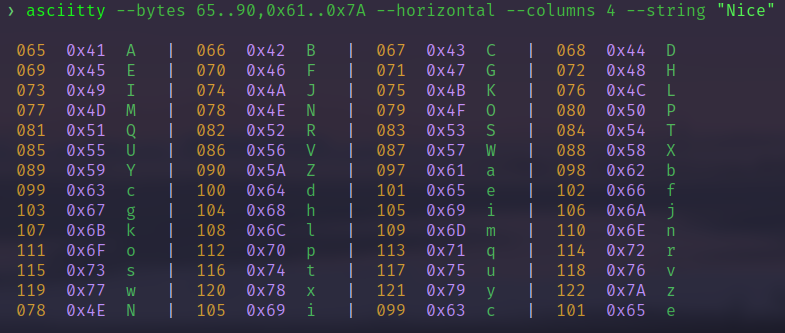 ❯ asciitty --bytes 65..90,0x61..0x7A --horizontal --columns 4 --string "Nice"
065 0x41 A | 066 0x42 B | 067 0x43 C | 068 0x44 D
069 0x45 E | 070 0x46 F | 071 0x47 G | 072 0x48 H
073 0x49 I | 074 0x4A J | 075 0x4B K | 076 0x4C L
077 0x4D M | 078 0x4E N | 079 0x4F O | 080 0x50 P
081 0x51 Q | 082 0x52 R | 083 0x53 S | 084 0x54 T
085 0x55 U | 086 0x56 V | 087 0x57 W | 088 0x58 X
089 0x59 Y | 090 0x5A Z | 097 0x61 a | 098 0x62 b
099 0x63 c | 100 0x64 d | 101 0x65 e | 102 0x66 f
103 0x67 g | 104 0x68 h | 105 0x69 i | 106 0x6A j
107 0x6B k | 108 0x6C l | 109 0x6D m | 110 0x6E n
111 0x6F o | 112 0x70 p | 113 0x71 q | 114 0x72 r
115 0x73 s | 116 0x74 t | 117 0x75 u | 118 0x76 v
119 0x77 w | 120 0x78 x | 121 0x79 y | 122 0x7A z
078 0x4E N | 105 0x69 i | 099 0x63 c | 101 0x65 e